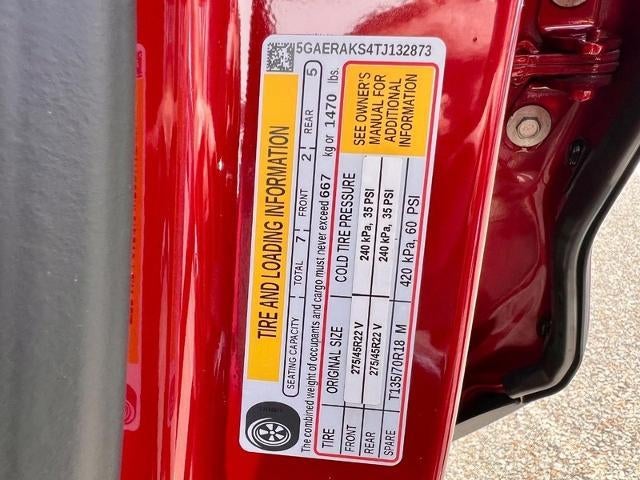 5GAERAKS4TJ132873
TIRE AND LOADING INFORMATION
SEATING CAPACITY TOTAL 7 FRONT 2 REAR 5
The combined weight of occupants and cargo must never exceed 667 kg or 1470 lbs.
TIRE ORIGINAL SIZE COLD TIRE PRESSURE
FRONT 275/45R22 V 240 kPa, 35 PSI
REAR 275/45R22 V 240 kPa, 35 PSI
SPARE T135/70R18 M 420 kPa, 60 PSI
SEE OWNER'S
MANUAL FOR
ADDITIONAL
INFORMATION